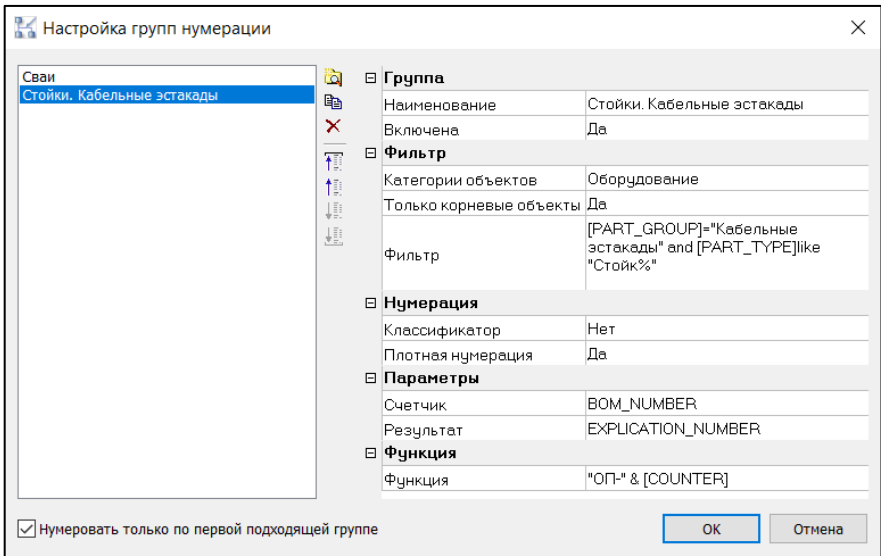 Настройка групп нумерации
Сваи
Стойки. Кабельные эстакады
Группа
Наименование Стойки. Кабельные эстакады
Включена Да
Фильтр
Категории объектов Оборудование
Только корневые объекты Да
Фильтр [PART_GROUP]="Кабельные
эстакады" and [PART_TYPE]like
"Стойк%"
Нумерация
Классификатор Нет
Плотная нумерация Да
Параметры
Счетчик BOM_NUMBER
Результат EXPLICATION_NUMBER
Функция
Функция "ОП-" & [COUNTER]
Нумеровать только по первой подходящей группе
ОК Отмена